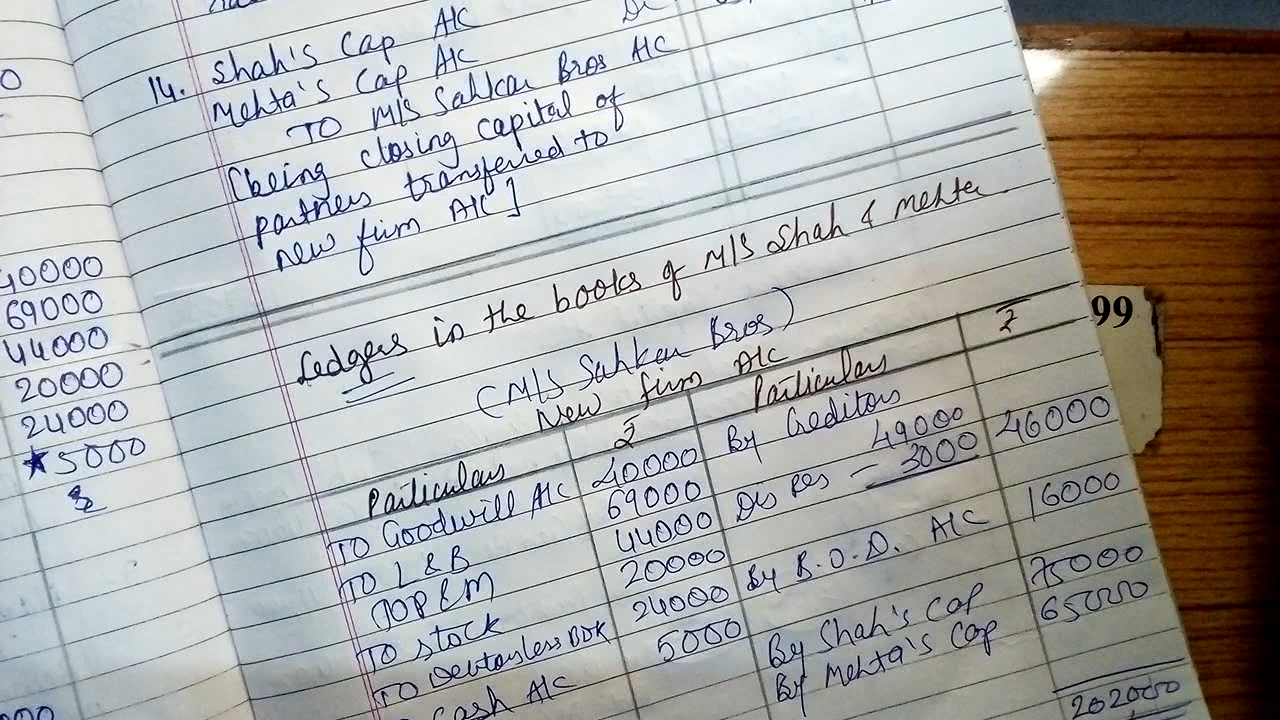 0
40000
69000
44000
20000
24000
★5000
14. Shah's Cap A/C Dr
Mehta's Cap A/C
To M/S Sahkar Bros A/C
[being closing capital of
partners transferred to
new firm A/C]
Ledgers in the books of M/S Shah & Mehta
(M/S Sahkar Bros)
New firm A/C
Particulars ₹ Particulars ₹
TO Goodwill A/C 40000 By Creditors 49000
TO L & B 69000 Dis Res - 3000 46000
TO P & M 44000 By B.O.D. A/C 16000
TO Stock 20000 By Shah's Cap 75000
TO Debtors less BDR 24000 By Mehta's Cap 65000
Cash A/C 5000
202000
99